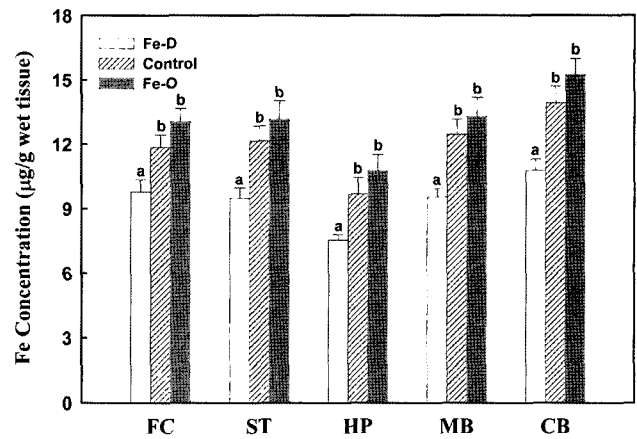 Fe Concentration (µg/g wet tissue)
18
15
12
9
6
3
0
Fe-D
Control
Fe-O
a b b
a b b
a b b
a b b
a b b
FC ST HP MB CB